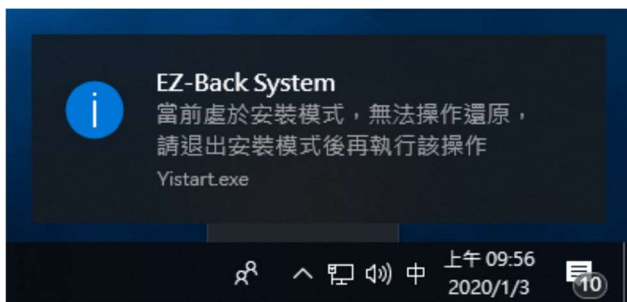 EZ-Back System
當前處於安裝模式，無法操作還原，
請退出安裝模式後再執行該操作
Yistart.exe
中
上午 09:56
2020/1/3
10